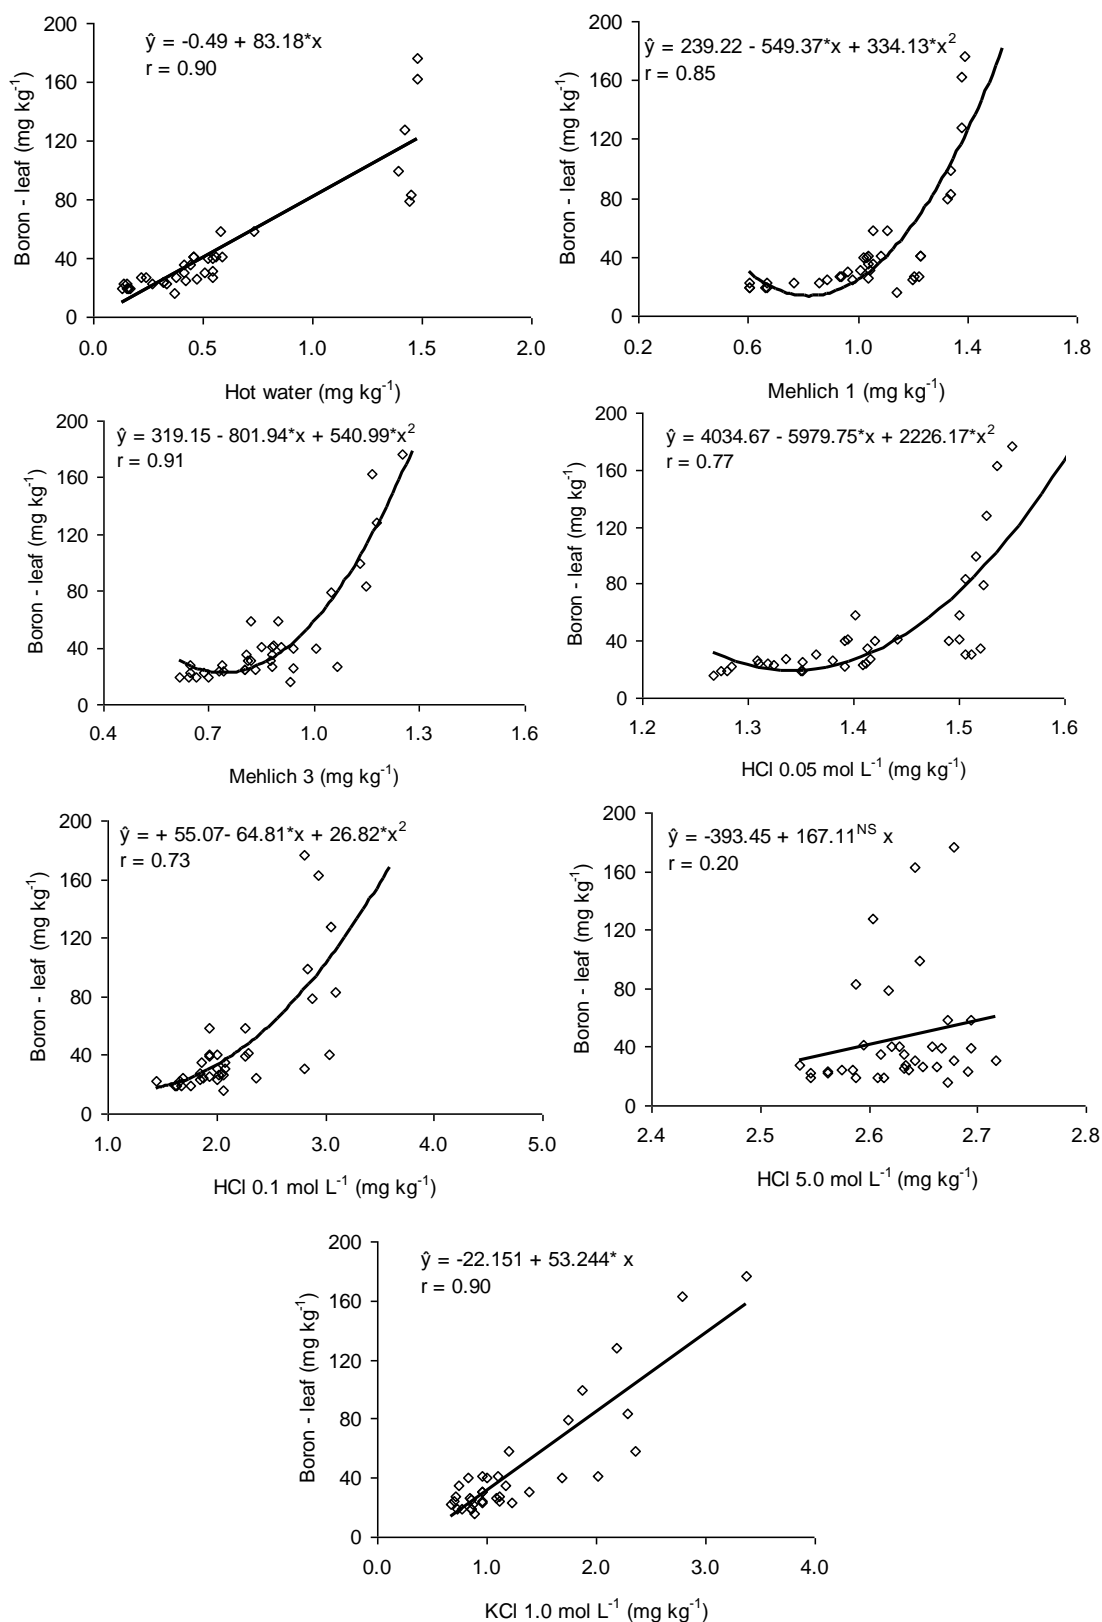 ŷ = -0.49 + 83.18*x
r = 0.90
Boron - leaf (mg kg⁻¹)
200
160
120
80
40
0
0.0 0.5 1.0 1.5 2.0
Hot water (mg kg⁻¹)
ŷ = 239.22 - 549.37*x + 334.13*x²
r = 0.85
Boron - leaf (mg kg⁻¹)
200
160
120
80
40
0
0.2 0.6 1.0 1.4 1.8
Mehlich 1 (mg kg⁻¹)
ŷ = 319.15 - 801.94*x + 540.99*x²
r = 0.91
Boron - leaf (mg kg⁻¹)
200
160
120
80
40
0
0.4 0.7 1.0 1.3 1.6
Mehlich 3 (mg kg⁻¹)
ŷ = 4034.67 - 5979.75*x + 2226.17*x²
r = 0.77
Boron - leaf (mg kg⁻¹)
200
160
120
80
40
0
1.2 1.3 1.4 1.5 1.6
HCl 0.05 mol L⁻¹ (mg kg⁻¹)
ŷ = + 55.07- 64.81*x + 26.82*x²
r = 0.73
Boron - leaf (mg kg⁻¹)
200
160
120
80
40
0
1.0 2.0 3.0 4.0 5.0
HCl 0.1 mol L⁻¹ (mg kg⁻¹)
ŷ = -393.45 + 167.11ᴺˢ x
r = 0.20
Boron - leaf (mg kg⁻¹)
200
160
120
80
40
0
2.4 2.5 2.6 2.7 2.8
HCl 5.0 mol L⁻¹ (mg kg⁻¹)
ŷ = -22.151 + 53.244* x
r = 0.90
Boron - leaf (mg kg⁻¹)
200
160
120
80
40
0
0.0 1.0 2.0 3.0 4.0
KCl 1.0 mol L⁻¹ (mg kg⁻¹)